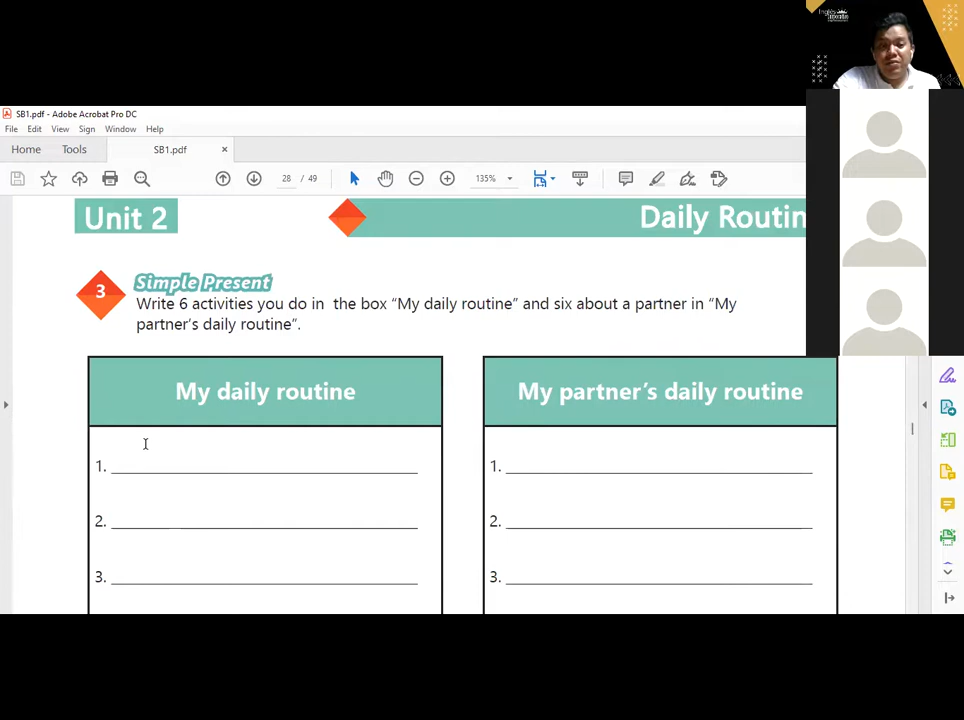 Inglés
Corporativo
SB1.pdf - Adobe Acrobat Pro DC
File Edit View Sign Window Help
Home Tools SB1.pdf ×
28 / 49 135%
Unit 2
Daily Routin
3
Simple Present
Write 6 activities you do in the box “My daily routine” and six about a partner in “My
partner’s daily routine”.
My daily routine
1.
2.
3.
My partner’s daily routine
1.
2.
3.